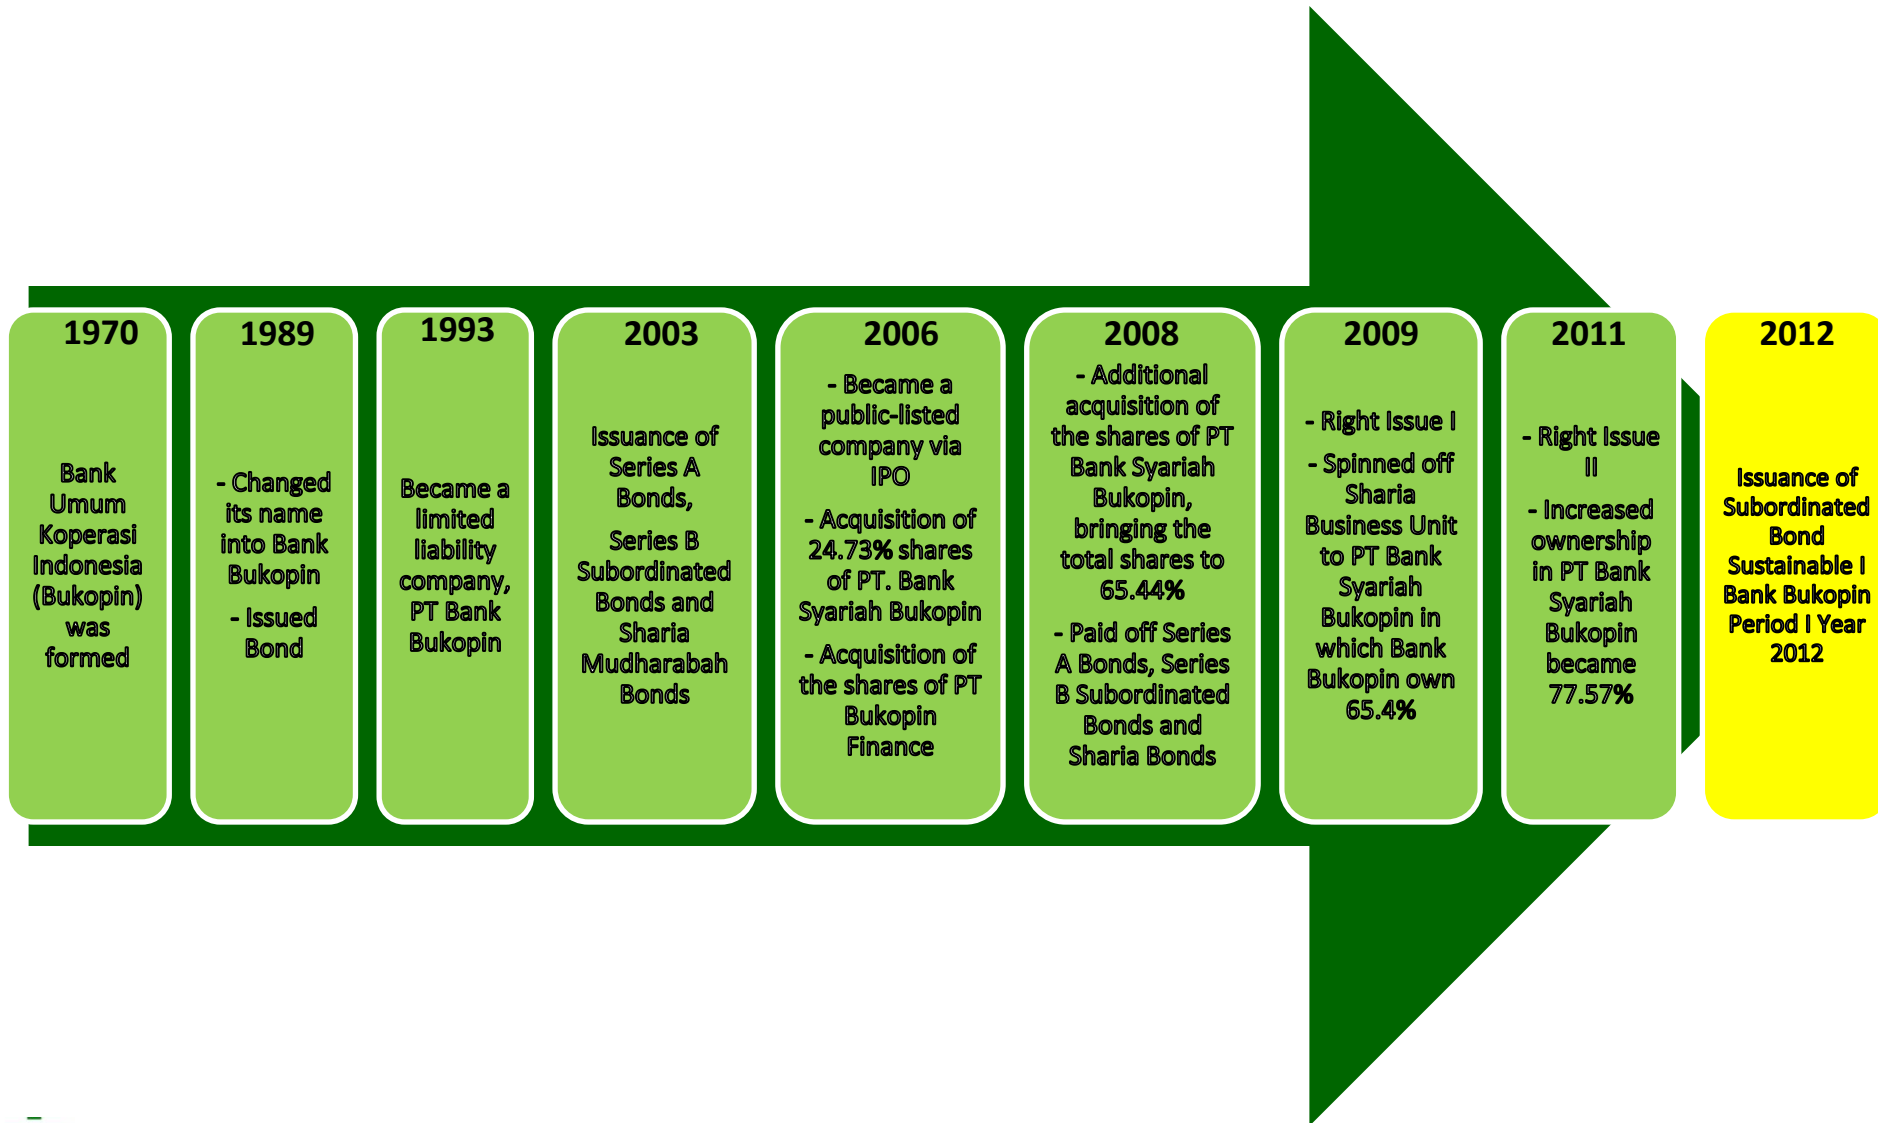 1970
Bank
Umum
Koperasi
Indonesia
(Bukopin)
was
formed
1989
- Changed
its name
into Bank
Bukopin
- Issued
Bond
1993
Became a
limited
liability
company,
PT Bank
Bukopin
2003
Issuance of
Series A
Bonds,
Series B
Subordinated
Bonds and
Sharia
Mudharabah
Bonds
2006
- Became a
public-listed
company via
IPO
- Acquisition of
24.73% shares
of PT. Bank
Syariah Bukopin
- Acquisition of
the shares of PT
Bukopin
Finance
2008
- Additional
acquisition of
the shares of PT
Bank Syariah
Bukopin,
bringing the
total shares to
65.44%
- Paid off Series
A Bonds, Series
B Subordinated
Bonds and
Sharia Bonds
2009
- Right Issue I
- Spinned off
Sharia
Business Unit
to PT Bank
Syariah
Bukopin in
which Bank
Bukopin own
65.4%
2011
- Right Issue
II
- Increased
ownership
in PT Bank
Syariah
Bukopin
became
77.57%
2012
Issuance of
Subordinated
Bond
Sustainable I
Bank Bukopin
Period I Year
2012